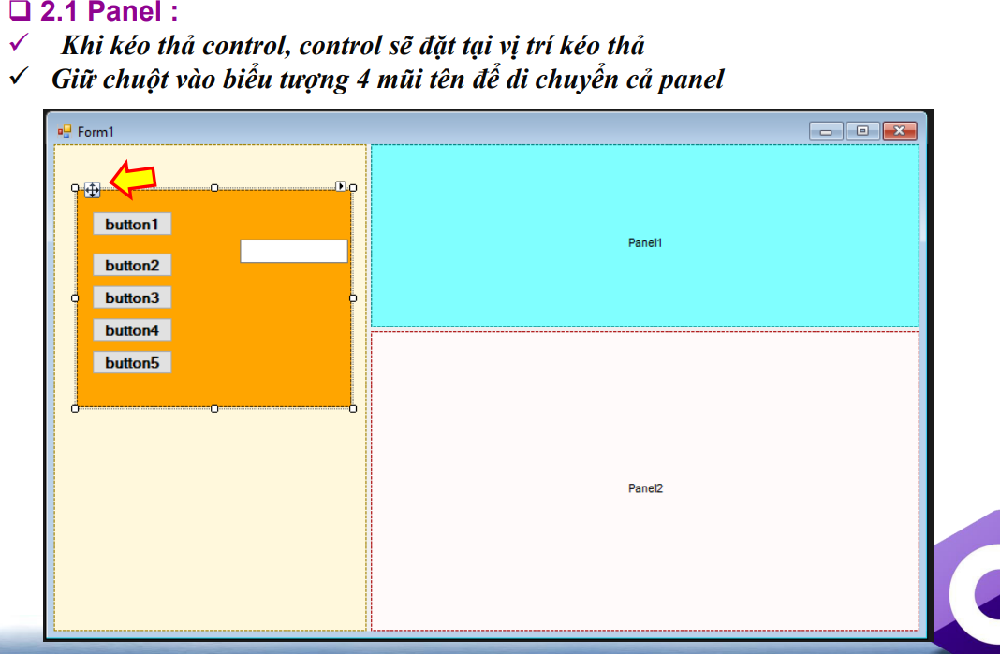 2.1 Panel :
Khi kéo thả control, control sẽ đặt tại vị trí kéo thả
Giữ chuột vào biểu tượng 4 mũi tên để di chuyển cả panel
Form1
button1
button2
button3
button4
button5
Panel1
Panel2